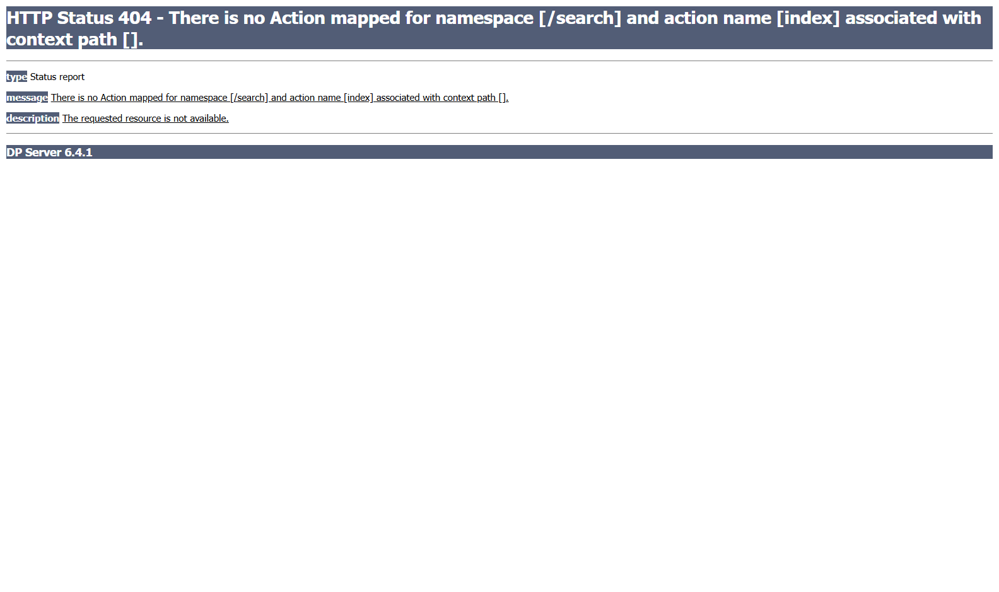 HTTP Status 404 - There is no Action mapped for namespace [/search] and action name [index] associated with
context path [].
type Status report
message There is no Action mapped for namespace [/search] and action name [index] associated with context path [].
description The requested resource is not available.
DP Server 6.4.1